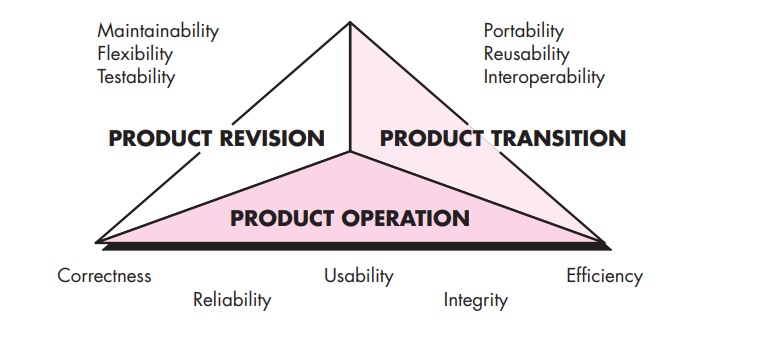 Maintainability
Flexibility
Testability
Portability
Reusability
Interoperability
PRODUCT REVISION
PRODUCT TRANSITION
PRODUCT OPERATION
Correctness
Usability
Efficiency
Reliability
Integrity